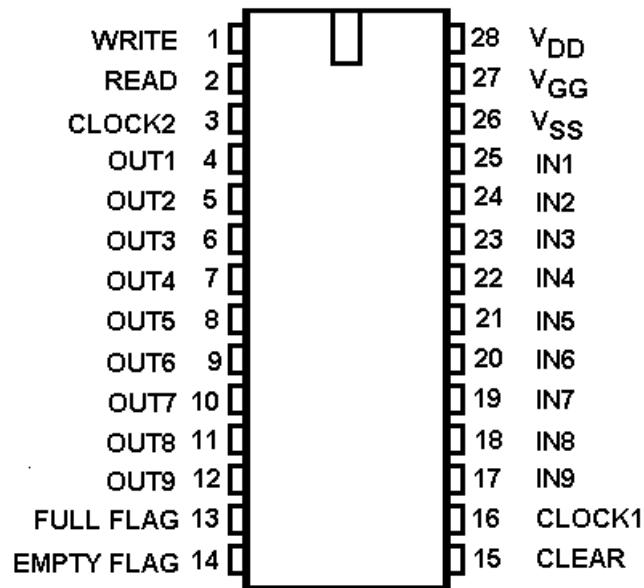 WRITE 1 28 VDD
READ 2 27 VGG
CLOCK2 3 26 VSS
OUT1 4 25 IN1
OUT2 5 24 IN2
OUT3 6 23 IN3
OUT4 7 22 IN4
OUT5 8 21 IN5
OUT6 9 20 IN6
OUT7 10 19 IN7
OUT8 11 18 IN8
OUT9 12 17 IN9
FULL FLAG 13 16 CLOCK1
EMPTY FLAG 14 15 CLEAR